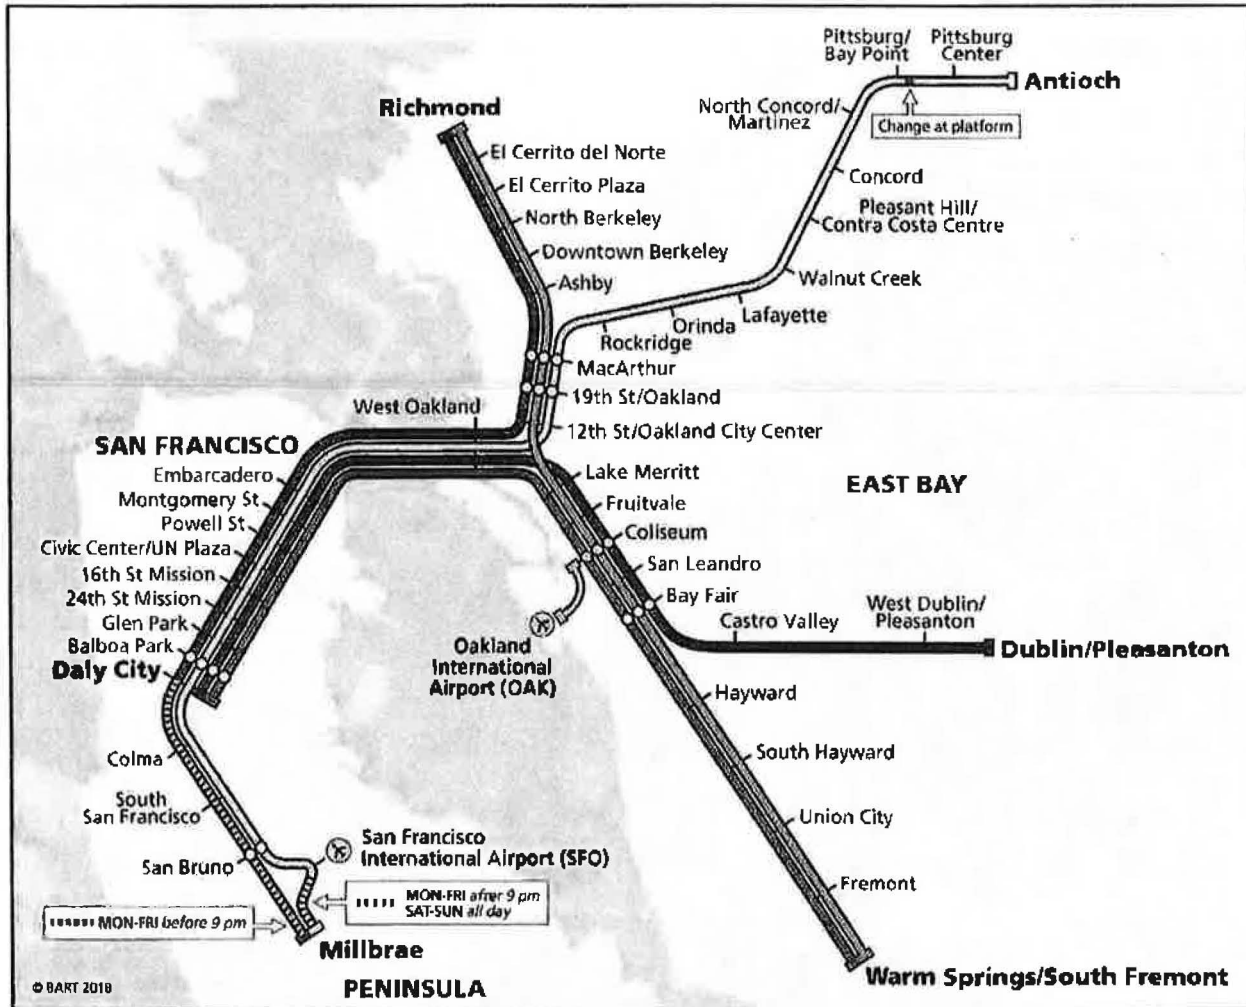 Pittsburg/
Bay Point
Pittsburg
Center
Antioch
Change at platform
North Concord/
Martinez
Concord
Pleasant Hill/
Contra Costa Centre
Walnut Creek
Lafayette
Orinda
Rockridge
Richmond
El Cerrito del Norte
El Cerrito Plaza
North Berkeley
Downtown Berkeley
Ashby
MacArthur
19th St/Oakland
12th St/Oakland City Center
West Oakland
SAN FRANCISCO
Embarcadero
Montgomery St
Powell St
Civic Center/UN Plaza
16th St Mission
24th St Mission
Glen Park
Balboa Park
Daly City
Colma
South
San Francisco
San Bruno
San Francisco
International Airport (SFO)
MON-FRI after 9 pm
SAT-SUN all day
MON-FRI before 9 pm
Millbrae
PENINSULA
Lake Merritt
Fruitvale
Coliseum
San Leandro
Bay Fair
EAST BAY
Oakland
International
Airport (OAK)
Castro Valley
West Dublin/
Pleasanton
Dublin/Pleasanton
Hayward
South Hayward
Union City
Fremont
Warm Springs/South Fremont
© BART 2018